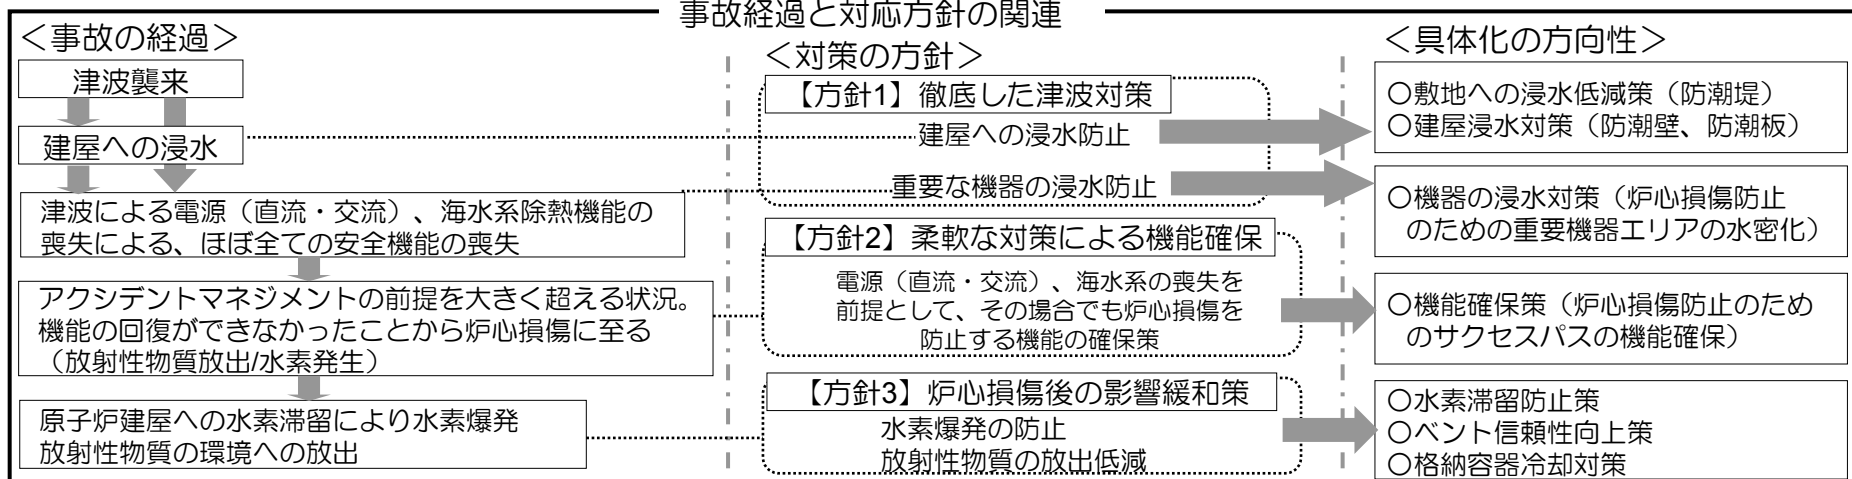 事故経過と対応方針の関連
＜事故の経過＞
津波襲来
建屋への浸水
津波による電源（直流・交流）、海水系除熱機能の
喪失による、ほぼ全ての安全機能の喪失
アクシデントマネジメントの前提を大きく超える状況。
機能の回復ができなかったことから炉心損傷に至る
（放射性物質放出/水素発生）
原子炉建屋への水素滞留により水素爆発
放射性物質の環境への放出
＜対策の方針＞
【方針1】徹底した津波対策
建屋への浸水防止
重要な機器の浸水防止
【方針2】柔軟な対策による機能確保
電源（直流・交流）、海水系の喪失を
前提として、その場合でも炉心損傷を
防止する機能の確保策
【方針3】炉心損傷後の影響緩和策
水素爆発の防止
放射性物質の放出低減
＜具体化の方向性＞
○敷地への浸水低減策（防潮堤）
○建屋浸水対策（防潮壁、防潮板）
○機器の浸水対策（炉心損傷防止
のための重要機器エリアの水密化）
○機能確保策（炉心損傷防止のため
のサクセスパスの機能確保）
○水素滞留防止策
○ベント信頼性向上策
○格納容器冷却対策